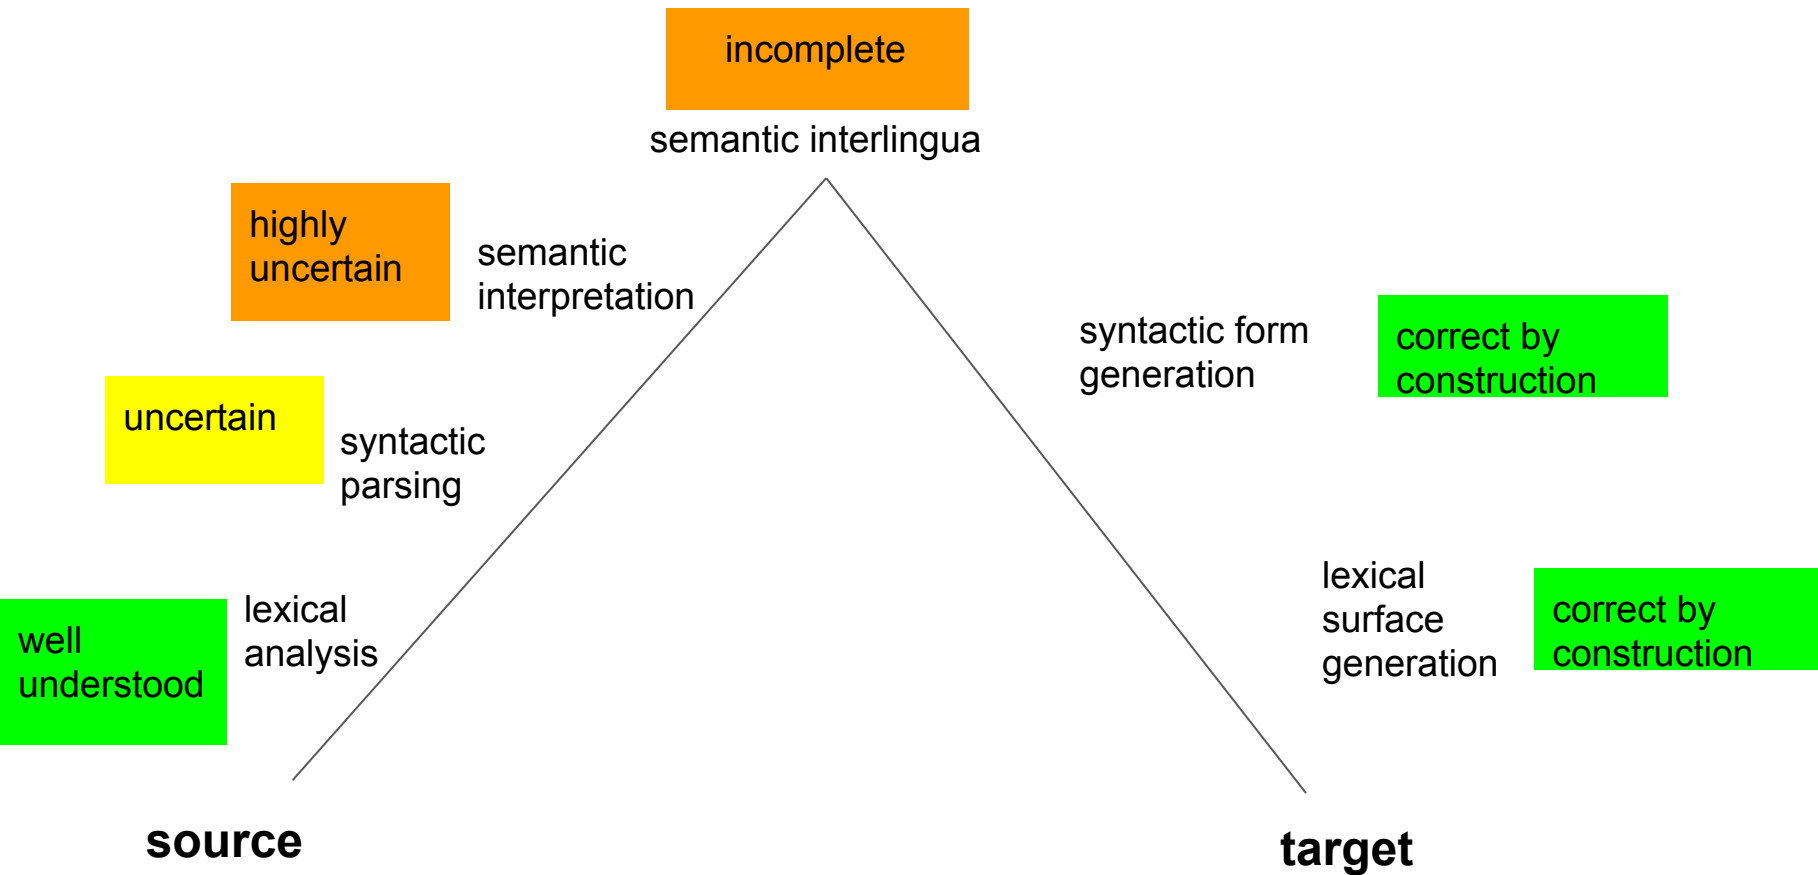 incomplete
semantic interlingua
highly
uncertain
semantic
interpretation
syntactic form
generation
correct by
construction
uncertain
syntactic
parsing
lexical
surface
generation
correct by
construction
well
understood
lexical
analysis
source
target